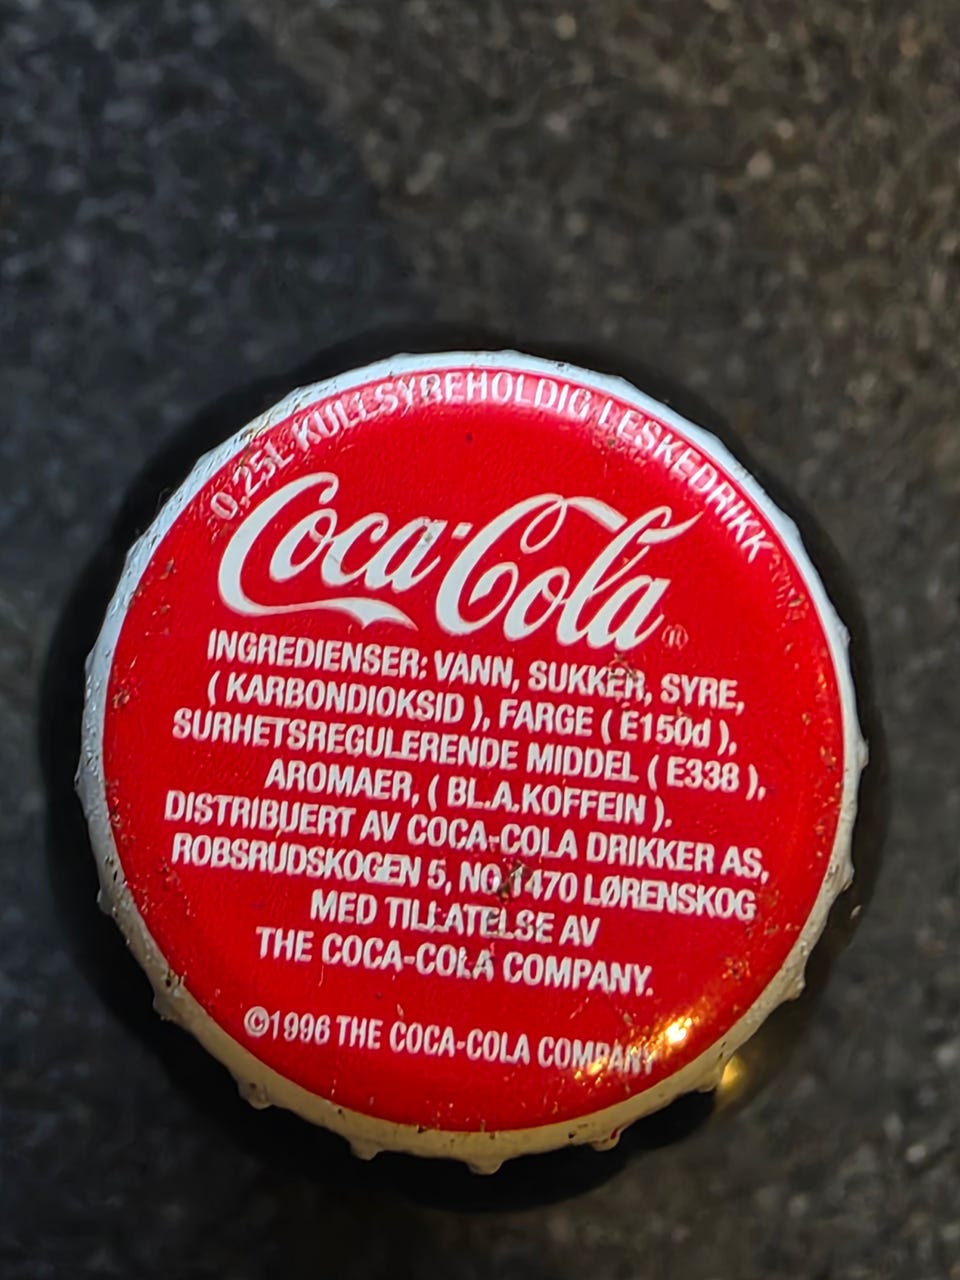 0,25L KULLSYREHOLDIG LESKEDRIKK
Coca-Cola®
INGREDIENSER: VANN, SUKKER, SYRE,
( KARBONDIOKSID ), FARGE ( E150d ),
SURHETSREGULERENDE MIDDEL ( E338 ),
AROMAER, ( BL.A.KOFFEIN ).
DISTRIBUERT AV COCA-COLA DRIKKER AS,
ROBSRUDSKOGEN 5, NO 1470 LØRENSKOG
MED TILLATELSE AV
THE COCA-COLA COMPANY.
©1996 THE COCA-COLA COMPANY